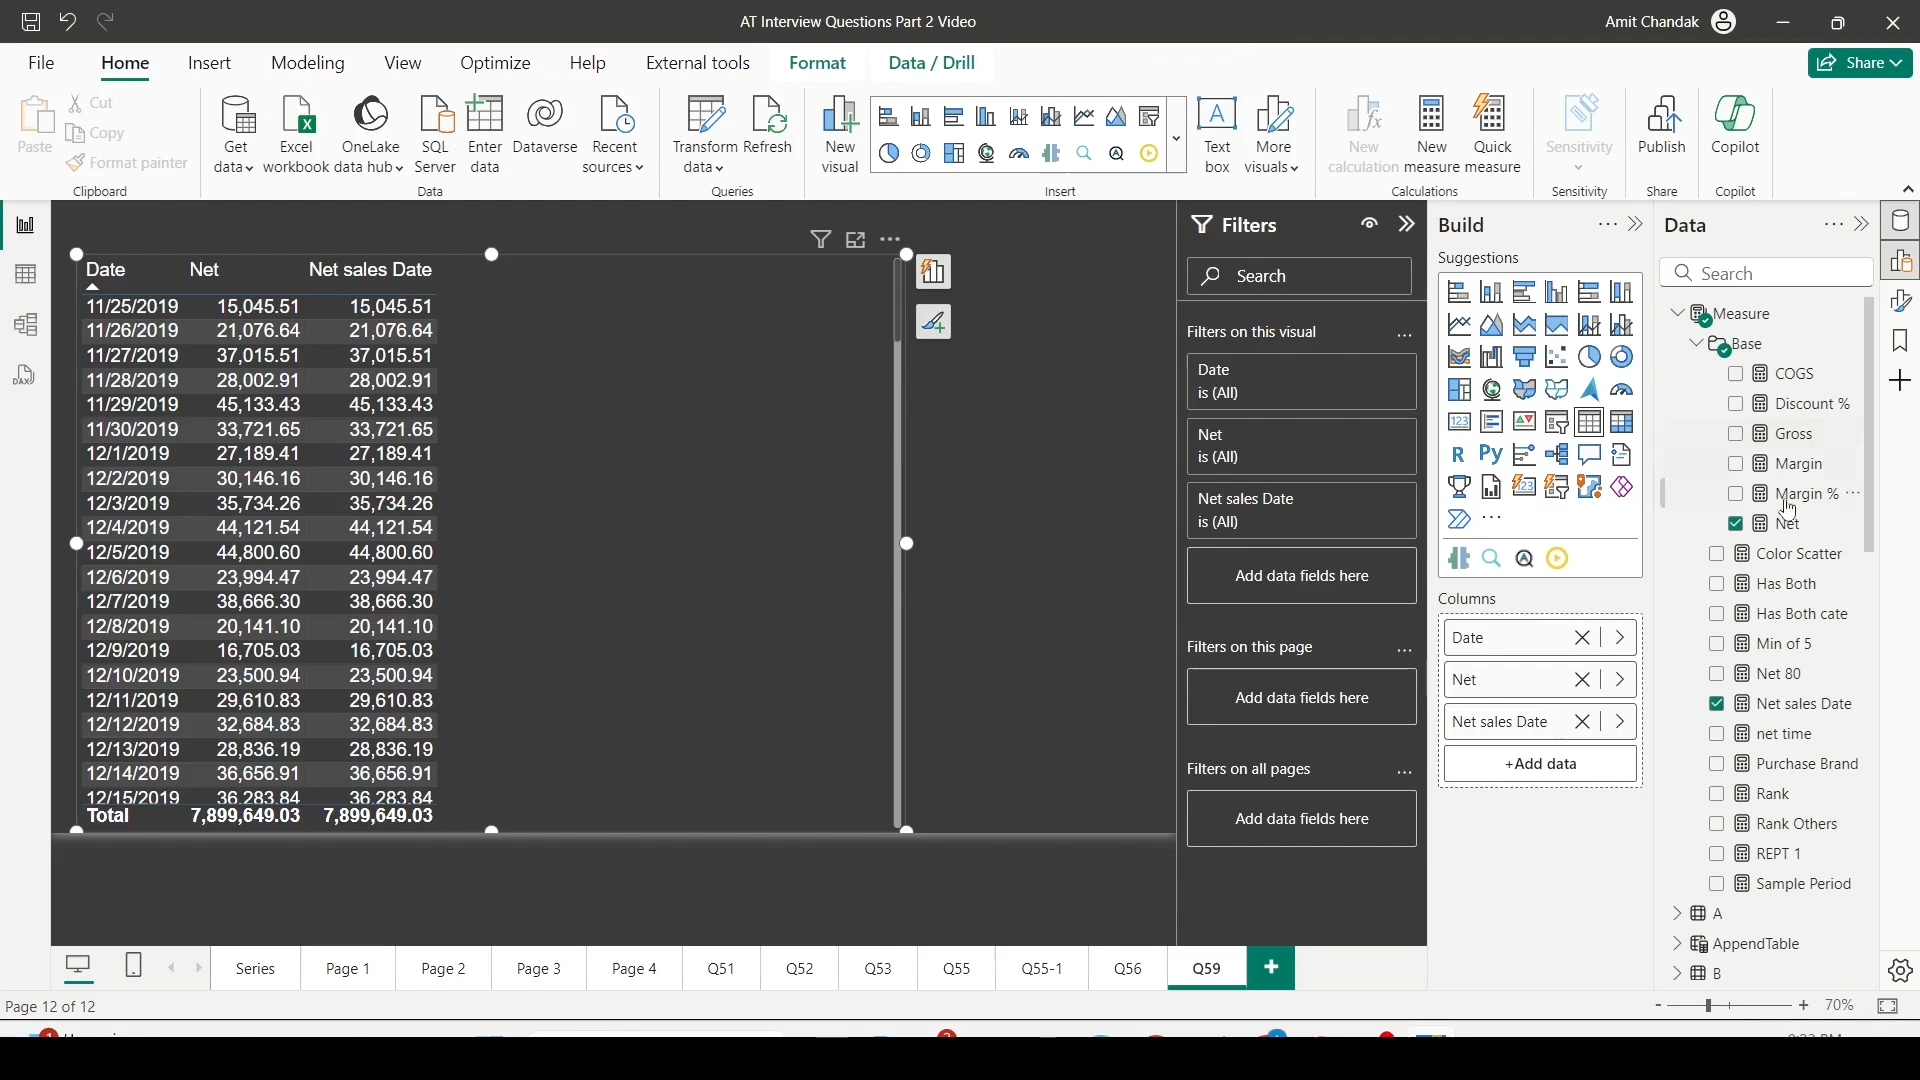 AT Interview Questions Part 2 Video
Amit Chandak
File Home Insert Modeling View Optimize Help External tools Format Data / Drill
Share
Paste
Cut
Copy
Format painter
Clipboard
Get data
Excel workbook
OneLake data hub
SQL Server
Enter data
Dataverse
Recent sources
Data
Transform data
Refresh
Queries
New visual
Text box
More visuals
Insert
New calculation
New measure
Quick measure
Calculations
Sensitivity
Sensitivity
Publish
Share
Copilot
Copilot
Date Net Net sales Date
11/25/2019 15,045.51 15,045.51
11/26/2019 21,076.64 21,076.64
11/27/2019 37,015.51 37,015.51
11/28/2019 28,002.91 28,002.91
11/29/2019 45,133.43 45,133.43
11/30/2019 33,721.65 33,721.65
12/1/2019 27,189.41 27,189.41
12/2/2019 30,146.16 30,146.16
12/3/2019 35,734.26 35,734.26
12/4/2019 44,121.54 44,121.54
12/5/2019 44,800.60 44,800.60
12/6/2019 23,994.47 23,994.47
12/7/2019 38,666.30 38,666.30
12/8/2019 20,141.10 20,141.10
12/9/2019 16,705.03 16,705.03
12/10/2019 23,500.94 23,500.94
12/11/2019 29,610.83 29,610.83
12/12/2019 32,684.83 32,684.83
12/13/2019 28,836.19 28,836.19
12/14/2019 36,656.91 36,656.91
12/15/2019 36,283.84 36,283.84
Total 7,899,649.03 7,899,649.03
Filters
Search
Filters on this visual
Date
is (All)
Net
is (All)
Net sales Date
is (All)
Add data fields here
Filters on this page
Add data fields here
Filters on all pages
Add data fields here
Build
Suggestions
R Py
123
Columns
Date
Net
Net sales Date
+Add data
Data
Search
Measure
Base
COGS
Discount %
Gross
Margin
Margin %
Net
Color Scatter
Has Both
Has Both cate
Min of 5
Net 80
Net sales Date
net time
Purchase Brand
Rank
Rank Others
REPT 1
Sample Period
A
AppendTable
B
Series Page 1 Page 2 Page 3 Page 4 Q51 Q52 Q53 Q55 Q55-1 Q56 Q59
Page 12 of 12
- + 70%